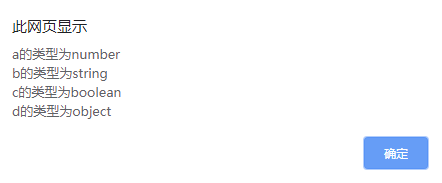 此网页显示
a的类型为number
b的类型为string
c的类型为boolean
d的类型为object
确定